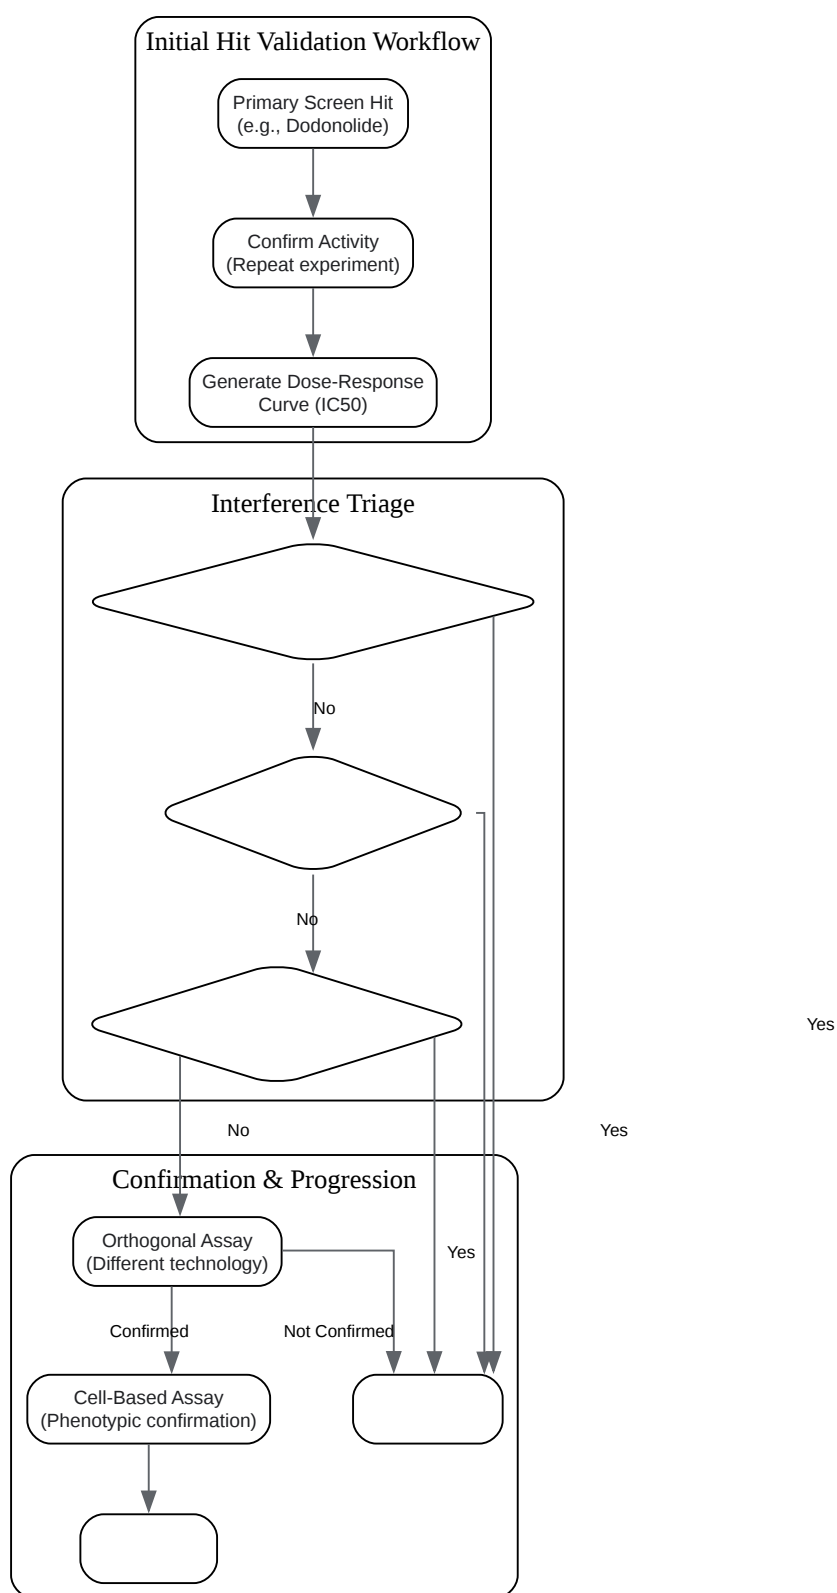 Initial Hit Validation Workflow
Primary Screen Hit
(e.g., Dodonolide)
Confirm Activity
(Repeat experiment)
Generate Dose-Response
Curve (IC50)
Interference Triage
No
No
Yes
No
Yes
Confirmation & Progression
Orthogonal Assay
(Different technology)
Yes
Confirmed
Not Confirmed
Cell-Based Assay
(Phenotypic confirmation)